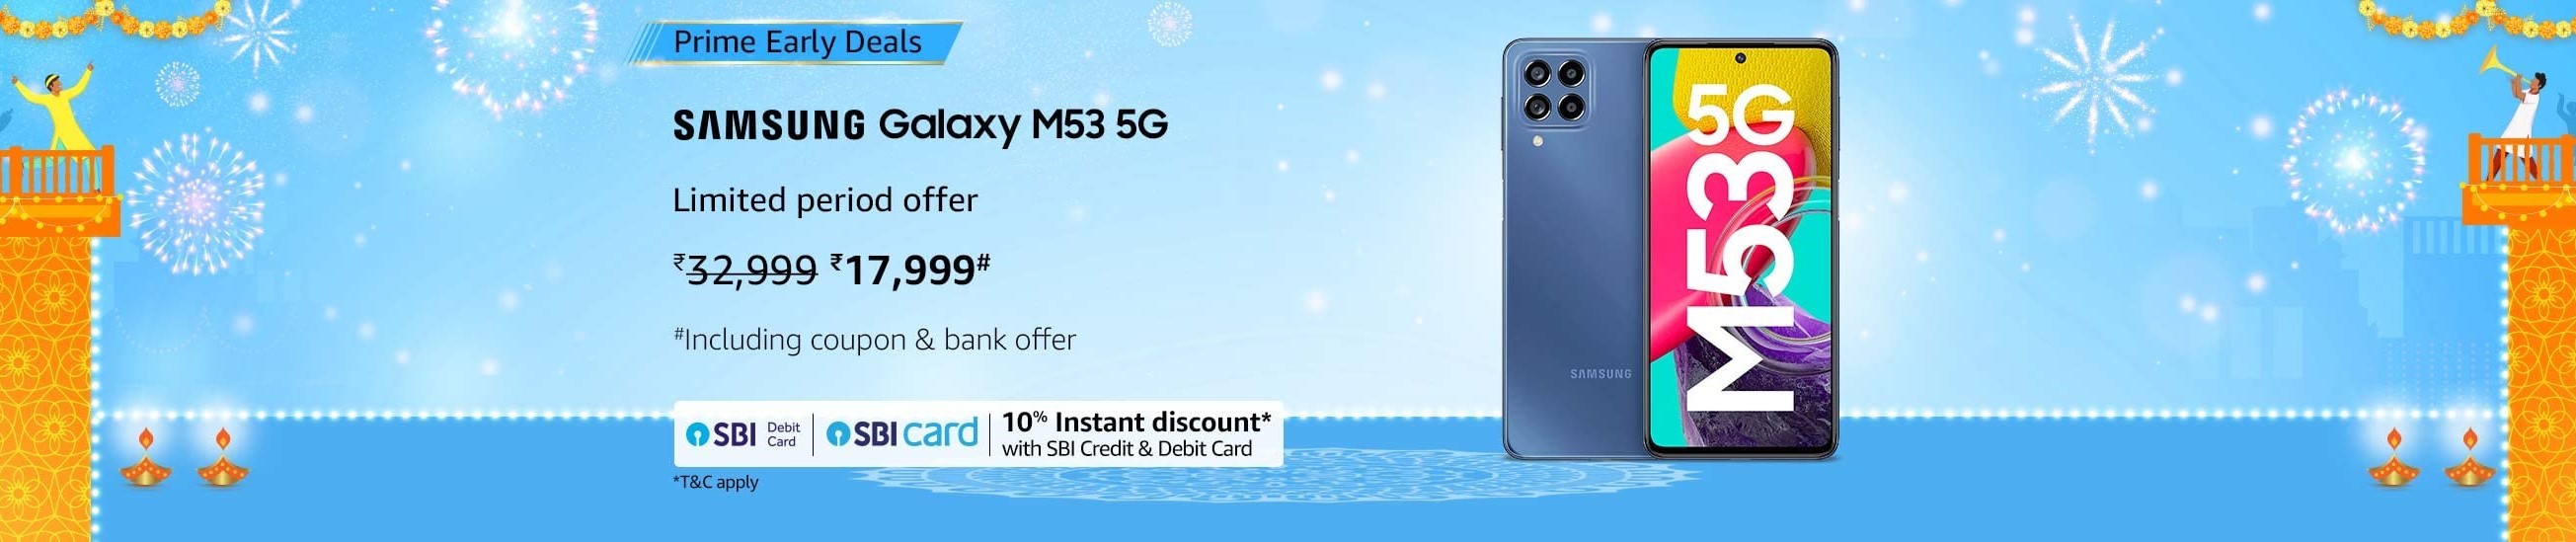 Prime Early Deals
SAMSUNG Galaxy M53 5G
Limited period offer
₹32,999 ₹17,999#
#Including coupon & bank offer
SBI Debit Card | SBI card | 10% Instant discount*
with SBI Credit & Debit Card
*T&C apply
SAMSUNG
M53 5G